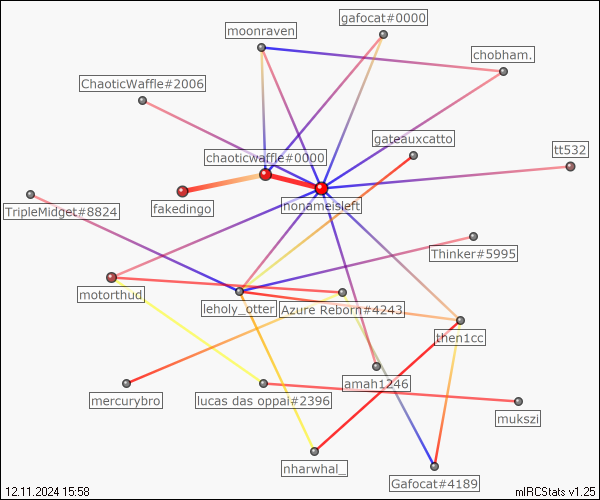 gafocat#0000
moonraven
chobham.
ChaoticWaffle#2006
gateauxcatto
tt532
chaoticwaffle#0000
fakedingo
nonameisleft
TripleMidget#8824
Thinker#5995
motorthud
leholy_otter
Azure Reborn#4243
then1cc
amah1246
mercurybro
lucas das oppai#2396
mukszi
nharwhal_
Gafocat#4189
12.11.2024 15:58
mIRCStats v1.25